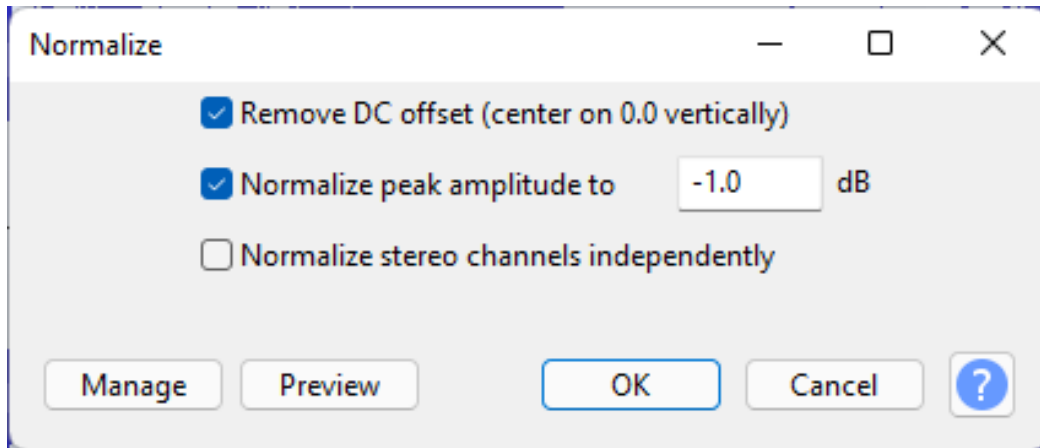 Normalize
Remove DC offset (center on 0.0 vertically)
Normalize peak amplitude to -1.0 dB
Normalize stereo channels independently
Manage Preview OK Cancel ?